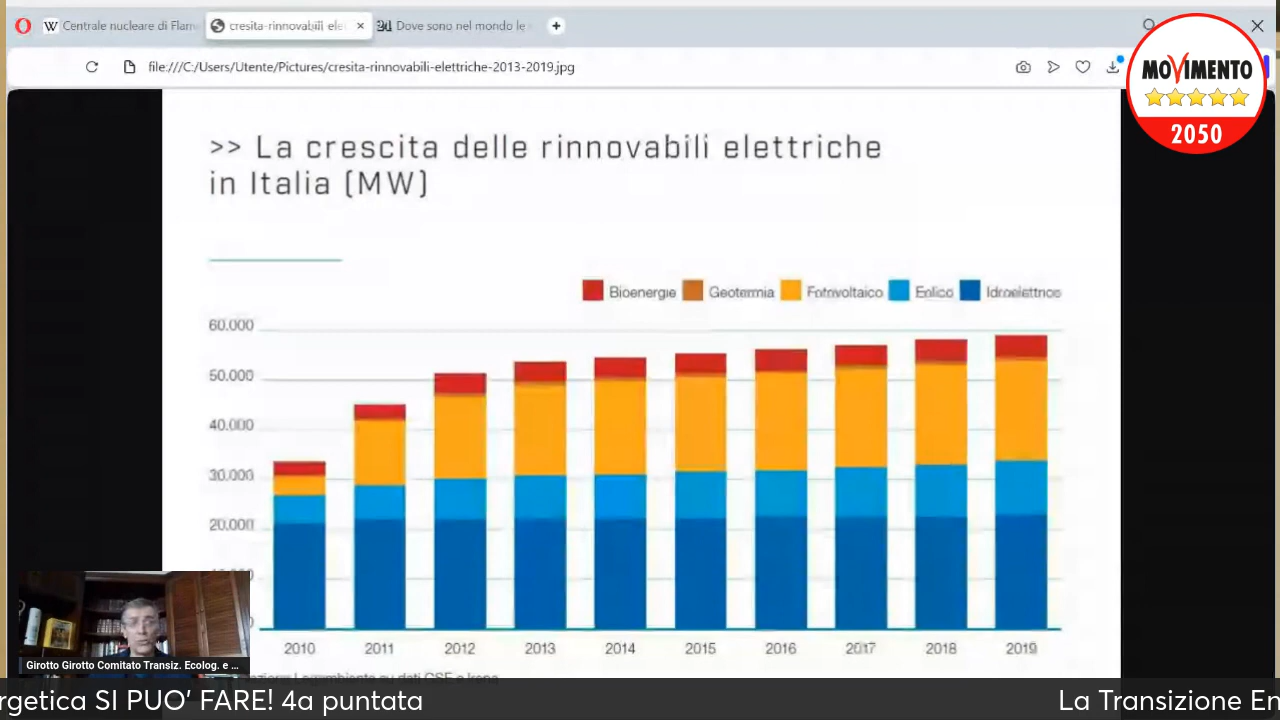 Centrale nucleare di Flam
cresita-rinnovabili ele
Dove sono nel mondo le
file:///C:/Users/Utente/Pictures/cresita-rinnovabili-elettriche-2013-2019.jpg
MOVIMENTO
2050
>> La crescita delle rinnovabili elettriche
in Italia (MW)
Bioenergie Geotermia Fotovoltaico Eolico Idroelettrico
60.000
50.000
40.000
30.000
20.000
2010 2011 2012 2013 2014 2015 2016 2017 2018 2019
Girotto Girotto Comitato Transiz. Ecolog. e ...
rgetica SI PUO' FARE! 4a puntata
La Transizione En